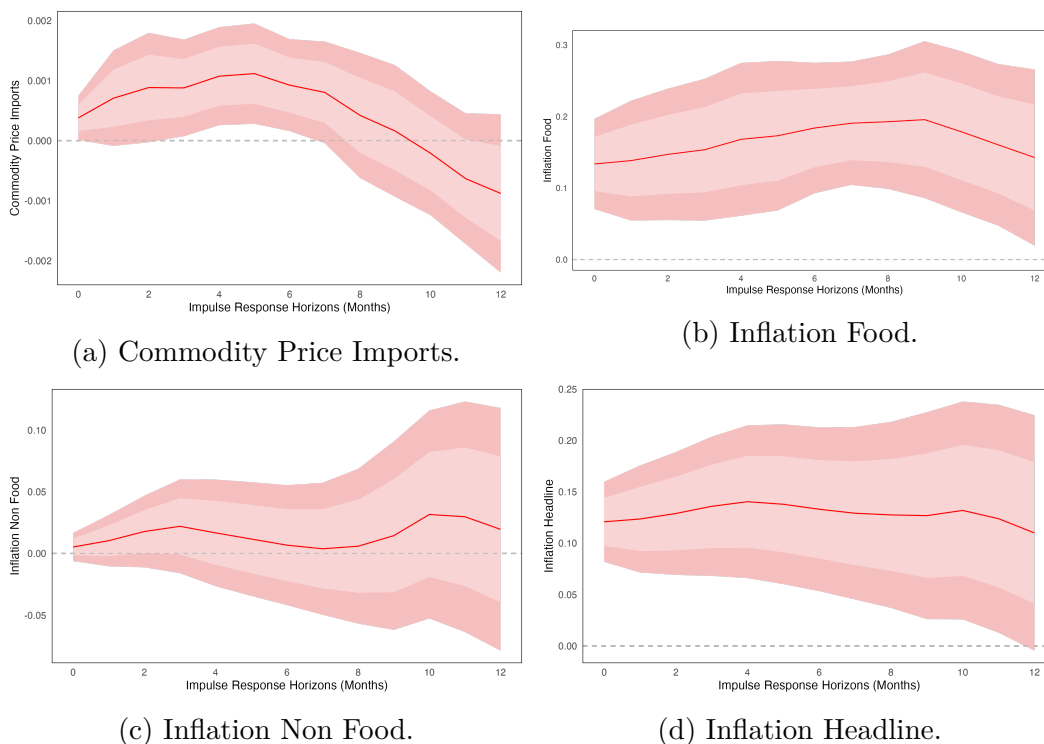 0.002
0.001
0.000
-0.001
-0.002
Commodity Price Imports
0 2 4 6 8 10 12
Impulse Response Horizons (Months)
(a) Commodity Price Imports.
0.3
0.2
0.1
0.0
Inflation Food
0 2 4 6 8 10 12
Impulse Response Horizons (Months)
(b) Inflation Food.
0.10
0.05
0.00
-0.05
Inflation Non Food
0 2 4 6 8 10 12
Impulse Response Horizons (Months)
(c) Inflation Non Food.
0.25
0.20
0.15
0.10
0.05
0.00
Inflation Headline
0 2 4 6 8 10 12
Impulse Response Horizons (Months)
(d) Inflation Headline.